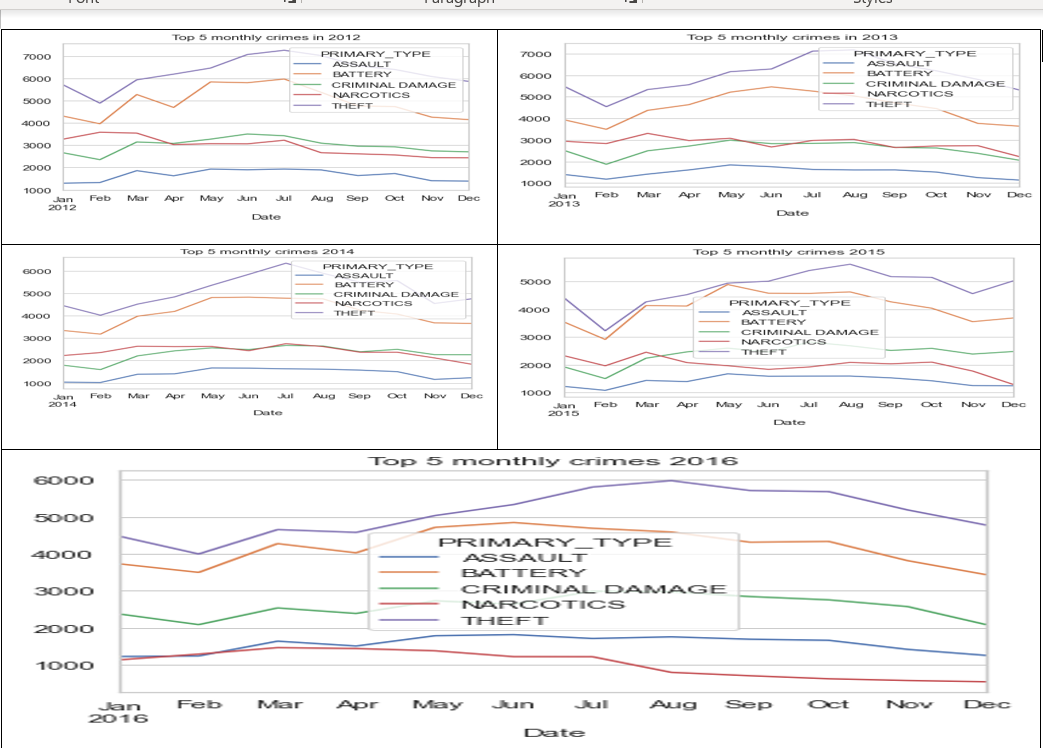 Font Paragraph Styles
Top 5 monthly crimes in 2012
7000
6000
5000
4000
3000
2000
1000
PRIMARY_TYPE
ASSAULT
BATTERY
CRIMINAL DAMAGE
NARCOTICS
THEFT
Jan Feb Mar Apr May Jun Jul Aug Sep Oct Nov Dec
2012
Date
Top 5 monthly crimes in 2013
7000
6000
5000
4000
3000
2000
1000
PRIMARY_TYPE
ASSAULT
BATTERY
CRIMINAL DAMAGE
NARCOTICS
THEFT
Jan Feb Mar Apr May Jun Jul Aug Sep Oct Nov Dec
2013
Date
Top 5 monthly crimes 2014
6000
5000
4000
3000
2000
1000
PRIMARY_TYPE
ASSAULT
BATTERY
CRIMINAL DAMAGE
NARCOTICS
THEFT
Jan Feb Mar Apr May Jun Jul Aug Sep Oct Nov Dec
2014
Date
Top 5 monthly crimes 2015
5000
4000
3000
2000
1000
PRIMARY_TYPE
ASSAULT
BATTERY
CRIMINAL DAMAGE
NARCOTICS
THEFT
Jan Feb Mar Apr May Jun Jul Aug Sep Oct Nov Dec
2015
Date
Top 5 monthly crimes 2016
6000
5000
4000
3000
2000
1000
PRIMARY_TYPE
ASSAULT
BATTERY
CRIMINAL DAMAGE
NARCOTICS
THEFT
Jan Feb Mar Apr May Jun Jul Aug Sep Oct Nov Dec
2016
Date